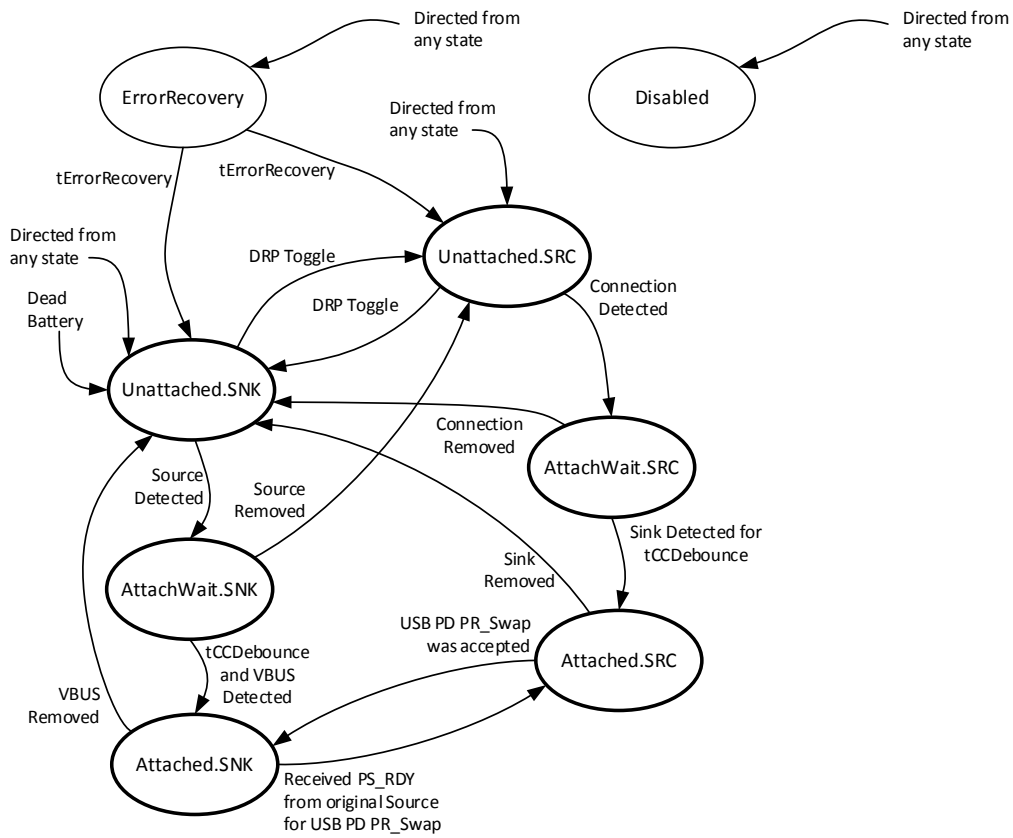 Directed from
any state
Directed from
any state
ErrorRecovery
Disabled
Directed from
any state
tErrorRecovery
tErrorRecovery
Directed from
any state
DRP Toggle
Unattached.SRC
Dead
Battery
DRP Toggle
Connection
Detected
Unattached.SNK
Connection
Removed
AttachWait.SRC
Source
Detected
Source
Removed
Sink Detected for
tCCDebounce
Sink
Removed
AttachWait.SNK
USB PD PR_Swap
was accepted
Attached.SRC
tCCDebounce
and VBUS
Detected
VBUS
Removed
Attached.SNK
Received PS_RDY
from original Source
for USB PD PR_Swap